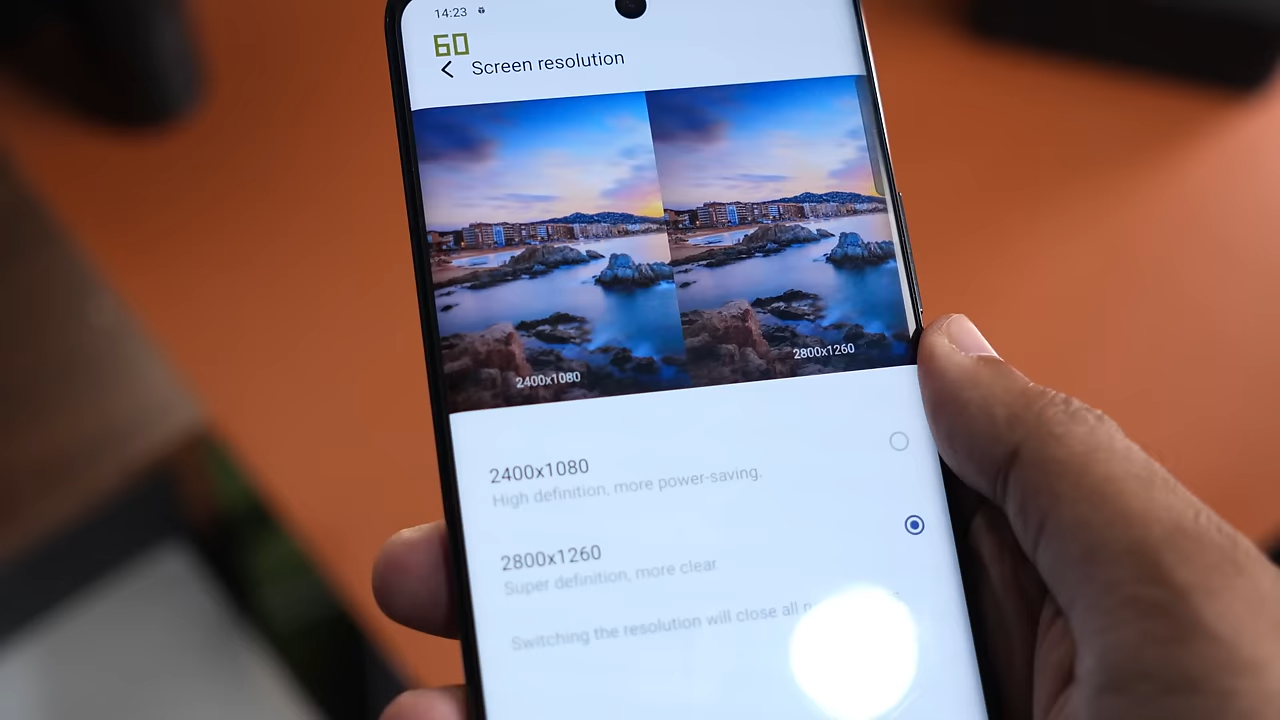 14:23
60
Screen resolution
2400x1080
2800x1260
2400x1080
High definition, more power-saving.
2800x1260
Super definition, more clear.
Switching the resolution will close all